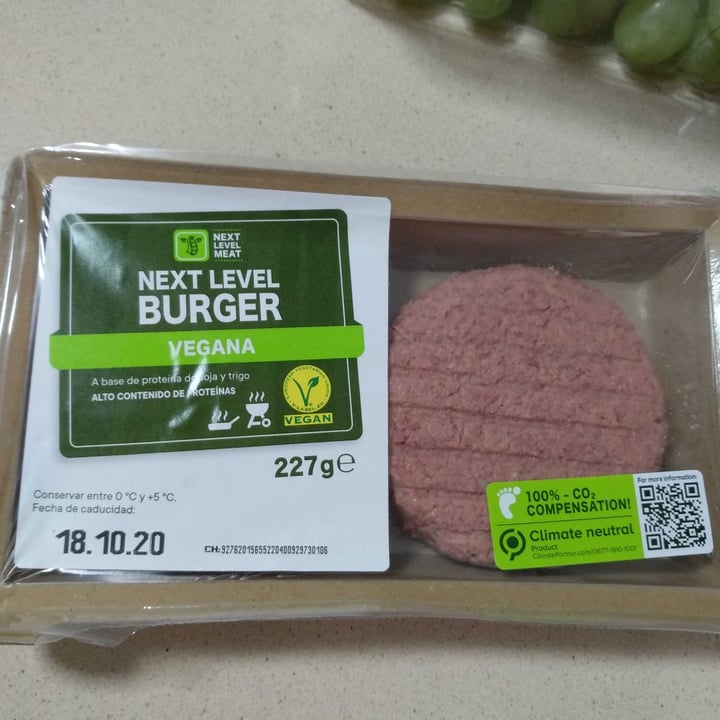 NEXT
LEVEL
MEAT
NEXT LEVEL
BURGER
VEGANA
A base de proteína de soja y trigo
ALTO CONTENIDO DE PROTEÍNAS
VEGAN
227g℮
Conservar entre 0 °C y +5 °C.
Fecha de caducidad:
18.10.20
CH:
For more information:
100% - CO₂
COMPENSATION!
Climate neutral
Product